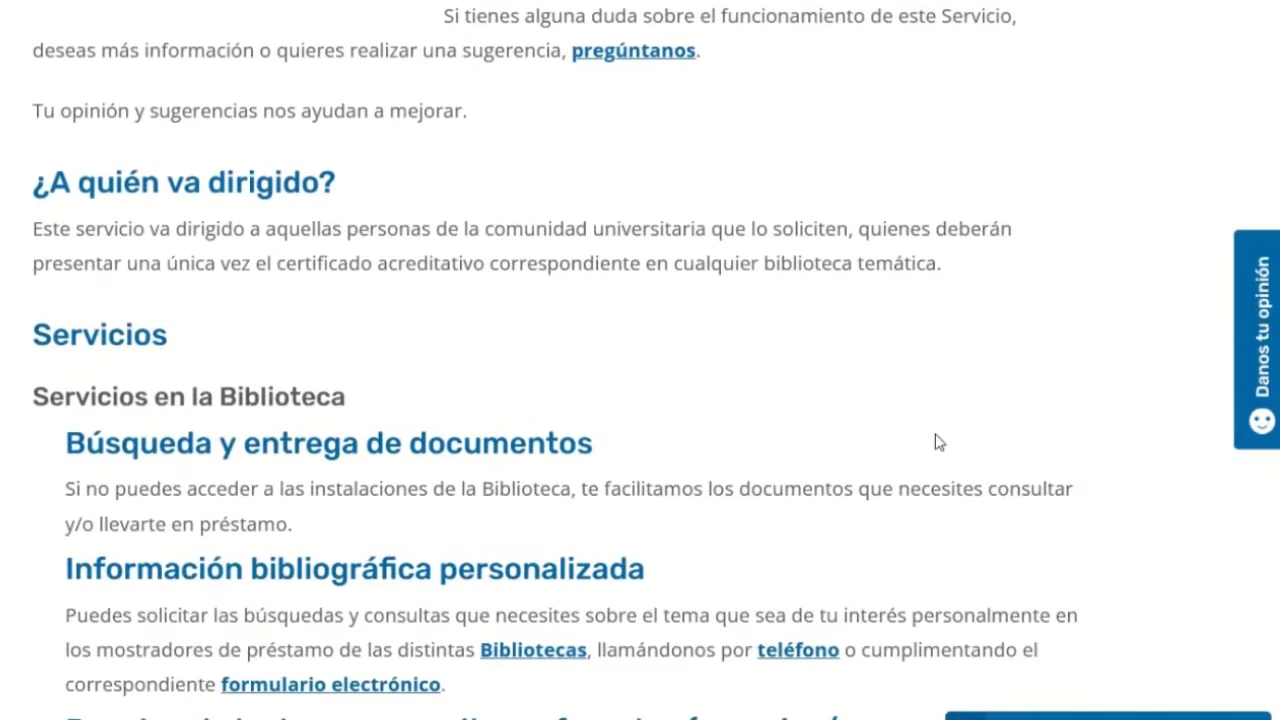 Si tienes alguna duda sobre el funcionamiento de este Servicio,
deseas más información o quieres realizar una sugerencia, pregúntanos.
Tu opinión y sugerencias nos ayudan a mejorar.
¿A quién va dirigido?
Este servicio va dirigido a aquellas personas de la comunidad universitaria que lo soliciten, quienes deberán
presentar una única vez el certificado acreditativo correspondiente en cualquier biblioteca temática.
Servicios
Servicios en la Biblioteca
Búsqueda y entrega de documentos
Si no puedes acceder a las instalaciones de la Biblioteca, te facilitamos los documentos que necesites consultar
y/o llevarte en préstamo.
Información bibliográfica personalizada
Puedes solicitar las búsquedas y consultas que necesites sobre el tema que sea de tu interés personalmente en
los mostradores de préstamo de las distintas Bibliotecas, llamándonos por teléfono o cumplimentando el
correspondiente formulario electrónico.
Danos tu opinión